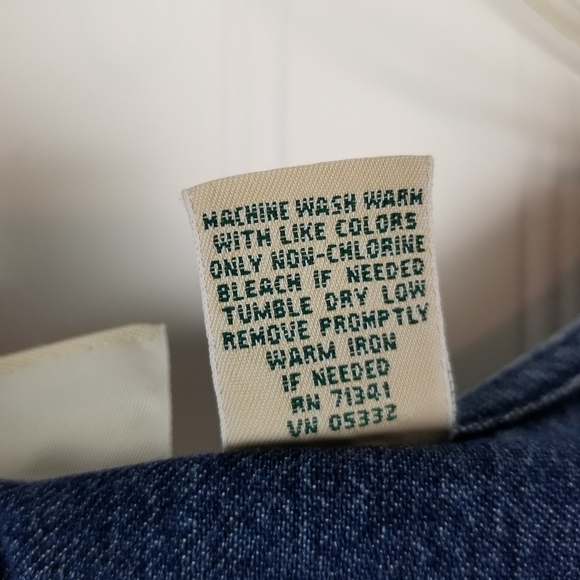 MACHINE WASH WARM
WITH LIKE COLORS
ONLY NON-CHLORINE
BLEACH IF NEEDED
TUMBLE DRY LOW
REMOVE PROMPTLY
WARM IRON
IF NEEDED
RN 71341
VN 05332